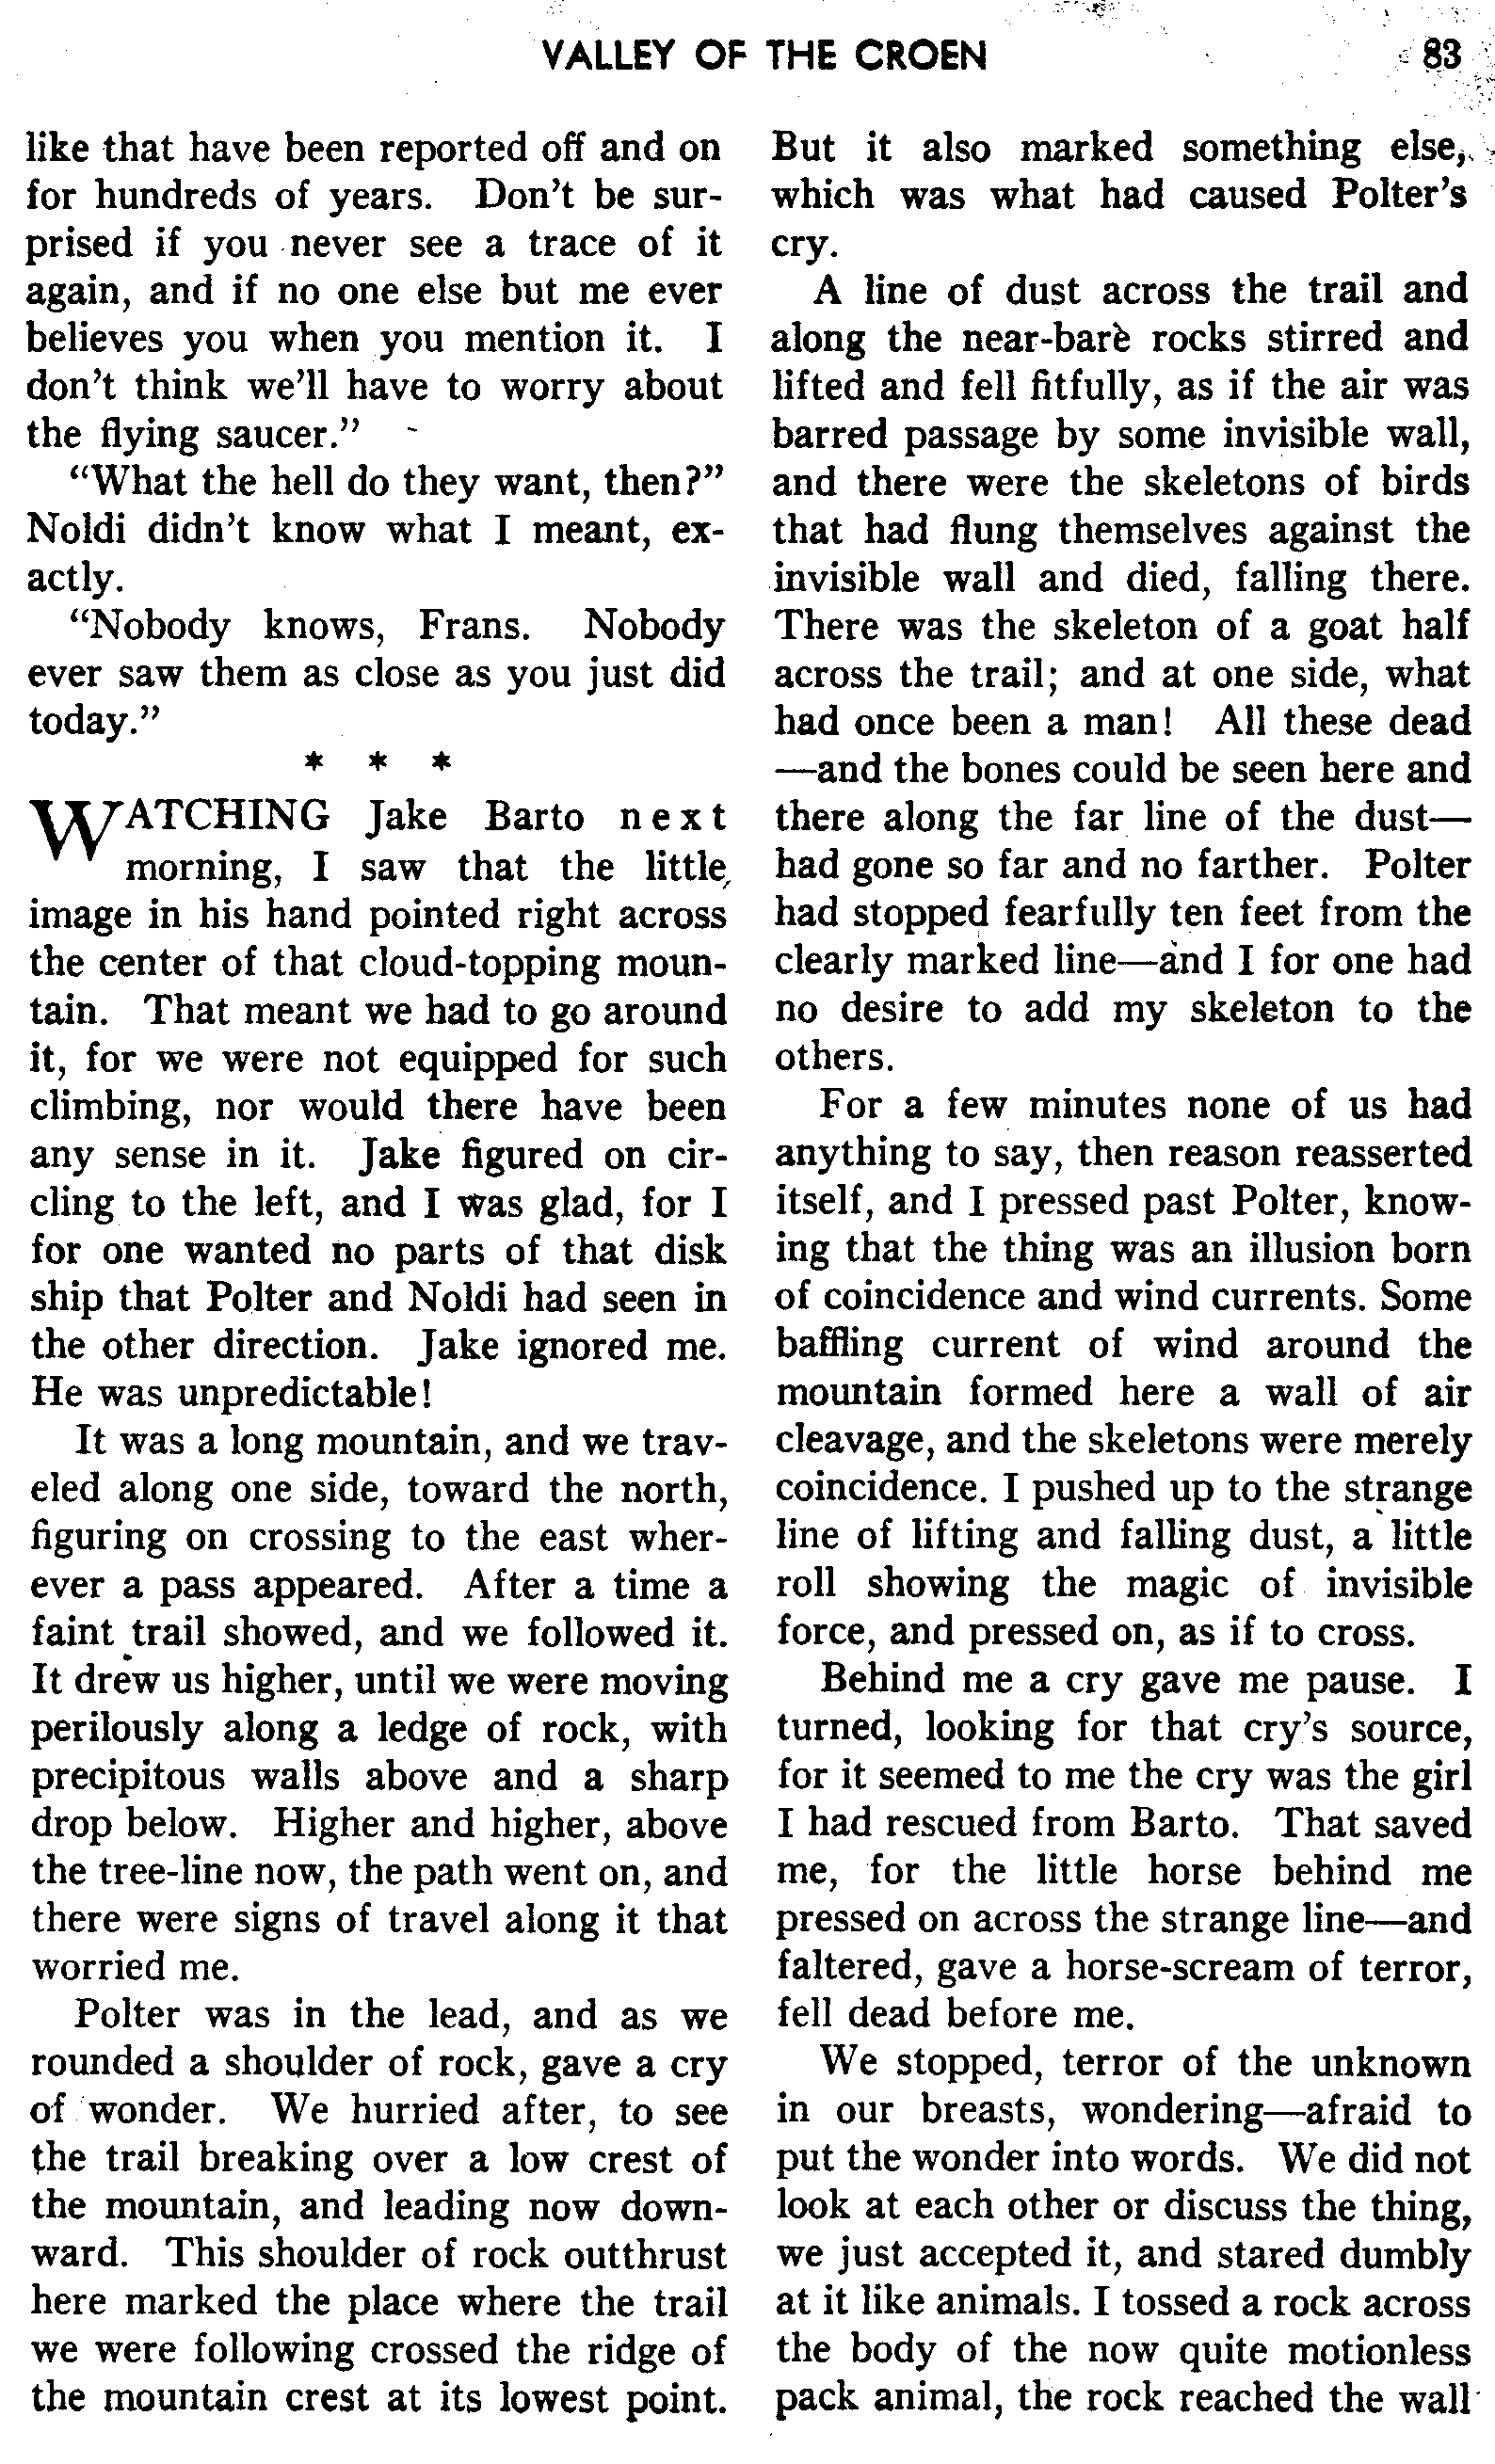 VALLEY OF THE CROEN 83
like that have been reported off and on
for hundreds of years. Don't be sur-
prised if you never see a trace of it
again, and if no one else but me ever
believes you when you mention it. I
don't think we'll have to worry about
the flying saucer."
"What the hell do they want, then?"
Noldi didn't know what I meant, ex-
actly.
"Nobody knows, Frans. Nobody
ever saw them as close as you just did
today."
* * *
WATCHING Jake Barto next
morning, I saw that the little
image in his hand pointed right across
the center of that cloud-topping moun-
tain. That meant we had to go around
it, for we were not equipped for such
climbing, nor would there have been
any sense in it. Jake figured on cir-
cling to the left, and I was glad, for I
for one wanted no parts of that disk
ship that Polter and Noldi had seen in
the other direction. Jake ignored me.
He was unpredictable!
It was a long mountain, and we trav-
eled along one side, toward the north,
figuring on crossing to the east wher-
ever a pass appeared. After a time a
faint trail showed, and we followed it.
It drew us higher, until we were moving
perilously along a ledge of rock, with
precipitous walls above and a sharp
drop below. Higher and higher, above
the tree-line now, the path went on, and
there were signs of travel along it that
worried me.
Polter was in the lead, and as we
rounded a shoulder of rock, gave a cry
of wonder. We hurried after, to see
the trail breaking over a low crest of
the mountain, and leading now down-
ward. This shoulder of rock outthrust
here marked the place where the trail
we were following crossed the ridge of
the mountain crest at its lowest point.
But it also marked something else,
which was what had caused Polter's
cry.
A line of dust across the trail and
along the near-bare rocks stirred and
lifted and fell fitfully, as if the air was
barred passage by some invisible wall,
and there were the skeletons of birds
that had flung themselves against the
invisible wall and died, falling there.
There was the skeleton of a goat half
across the trail; and at one side, what
had once been a man! All these dead
—and the bones could be seen here and
there along the far line of the dust—
had gone so far and no farther. Polter
had stopped fearfully ten feet from the
clearly marked line—and I for one had
no desire to add my skeleton to the
others.
For a few minutes none of us had
anything to say, then reason reasserted
itself, and I pressed past Polter, know-
ing that the thing was an illusion born
of coincidence and wind currents. Some
baffling current of wind around the
mountain formed here a wall of air
cleavage, and the skeletons were merely
coincidence. I pushed up to the strange
line of lifting and falling dust, a little
roll showing the magic of invisible
force, and pressed on, as if to cross.
Behind me a cry gave me pause. I
turned, looking for that cry's source,
for it seemed to me the cry was the girl
I had rescued from Barto. That saved
me, for the little horse behind me
pressed on across the strange line—and
faltered, gave a horse-scream of terror,
fell dead before me.
We stopped, terror of the unknown
in our breasts, wondering—afraid to
put the wonder into words. We did not
look at each other or discuss the thing,
we just accepted it, and stared dumbly
at it like animals. I tossed a rock across
the body of the now quite motionless
pack animal, the rock reached the wall